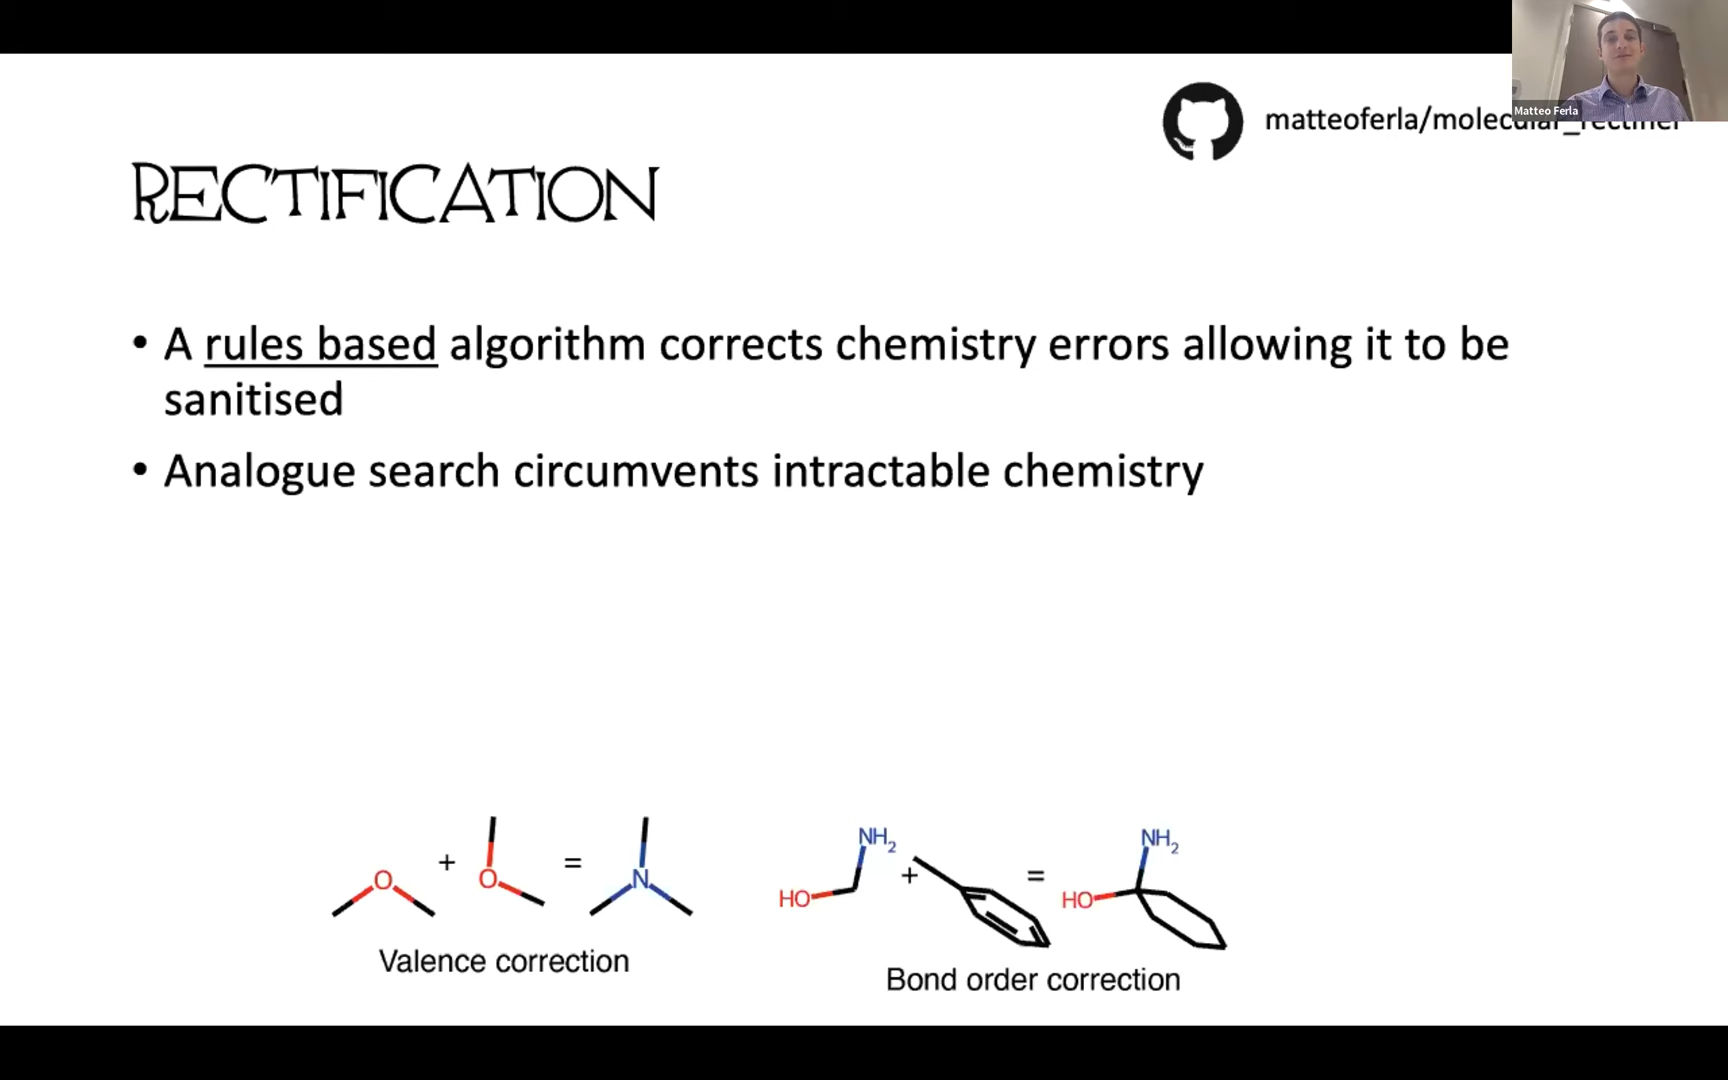 Matteo Ferla
matteoferla/molecular_rectifier
RECTIFICATION
• A rules based algorithm corrects chemistry errors allowing it to be
sanitised
• Analogue search circumvents intractable chemistry
O + O = N
HO NH2 + = HO NH2
Valence correction
Bond order correction